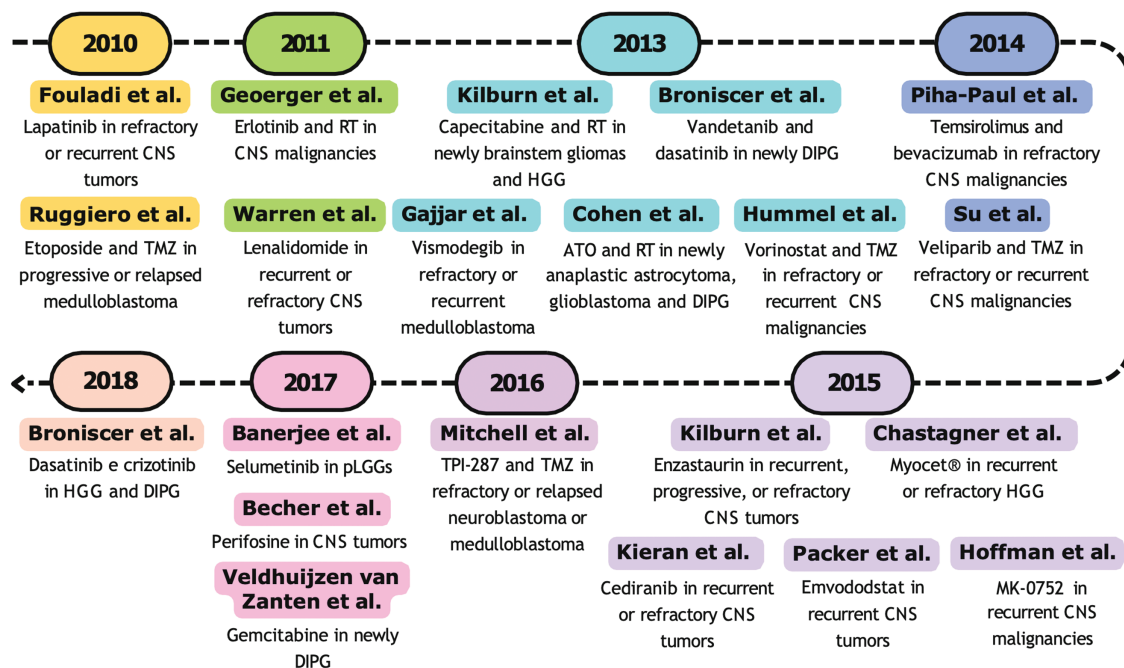 2010
Fouladi et al.
Lapatinib in refractory
or recurrent CNS
tumors
Ruggiero et al.
Etoposide and TMZ in
progressive or relapsed
medulloblastoma
2011
Geoerger et al.
Erlotinib and RT in
CNS malignancies
Warren et al.
Lenalidomide in
recurrent or
refractory CNS
tumors
2013
Kilburn et al.
Capecitabine and RT in
newly brainstem gliomas
and HGG
Broniscer et al.
Vandetanib and
dasatinib in newly DIPG
Gajjar et al.
Vismodegib in
refractory or
recurrent
medulloblastoma
Cohen et al.
ATO and RT in newly
anaplastic astrocytoma,
glioblastoma and DIPG
Hummel et al.
Vorinostat and TMZ
in refractory or
recurrent CNS
malignancies
2014
Piha-Paul et al.
Temsirolimus and
bevacizumab in refractory
CNS malignancies
Su et al.
Veliparib and TMZ in
refractory or recurrent
CNS malignancies
2018
Broniscer et al.
Dasatinib e crizotinib
in HGG and DIPG
2017
Banerjee et al.
Selumetinib in pLGGs
Becher et al.
Perifosine in CNS tumors
Veldhuijzen van
Zanten et al.
Gemcitabine in newly
DIPG
2016
Mitchell et al.
TPI-287 and TMZ in
refractory or relapsed
neuroblastoma or
medulloblastoma
2015
Kilburn et al.
Enzastaurin in recurrent,
progressive, or refractory
CNS tumors
Chastagner et al.
Myocet® in recurrent
or refractory HGG
Kieran et al.
Cediranib in recurrent
or refractory CNS
tumors
Packer et al.
Emvododstat in
recurrent CNS
tumors
Hoffman et al.
MK-0752 in
recurrent CNS
malignancies